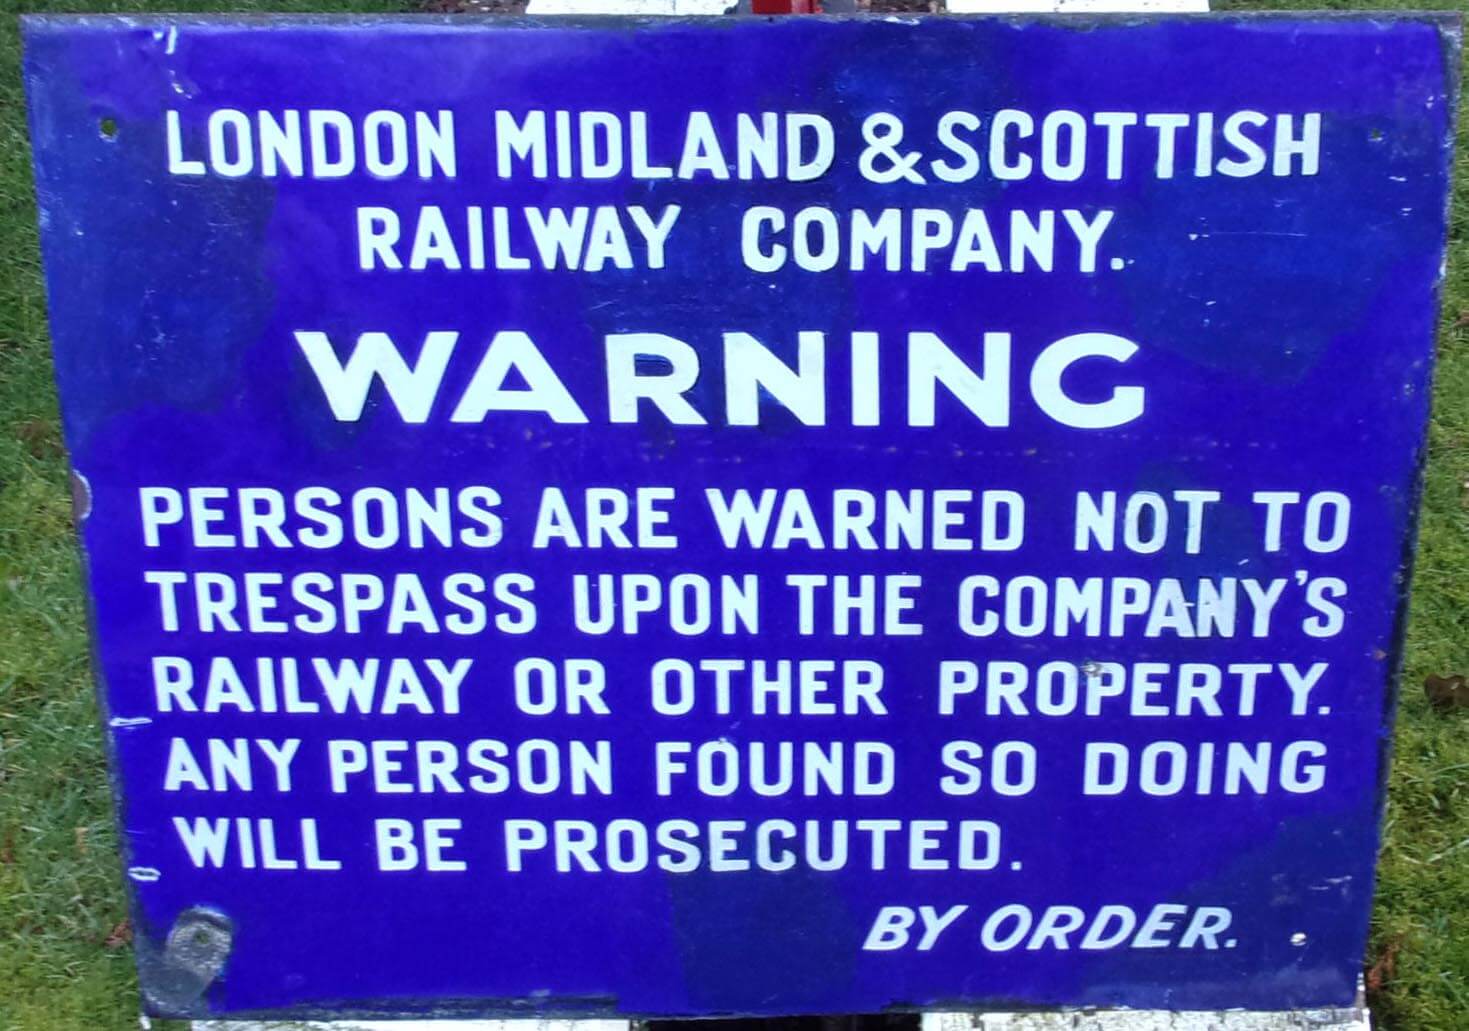 LONDON MIDLAND & SCOTTISH
RAILWAY COMPANY.
WARNING
PERSONS ARE WARNED NOT TO
TRESPASS UPON THE COMPANY'S
RAILWAY OR OTHER PROPERTY.
ANY PERSON FOUND SO DOING
WILL BE PROSECUTED.
BY ORDER.